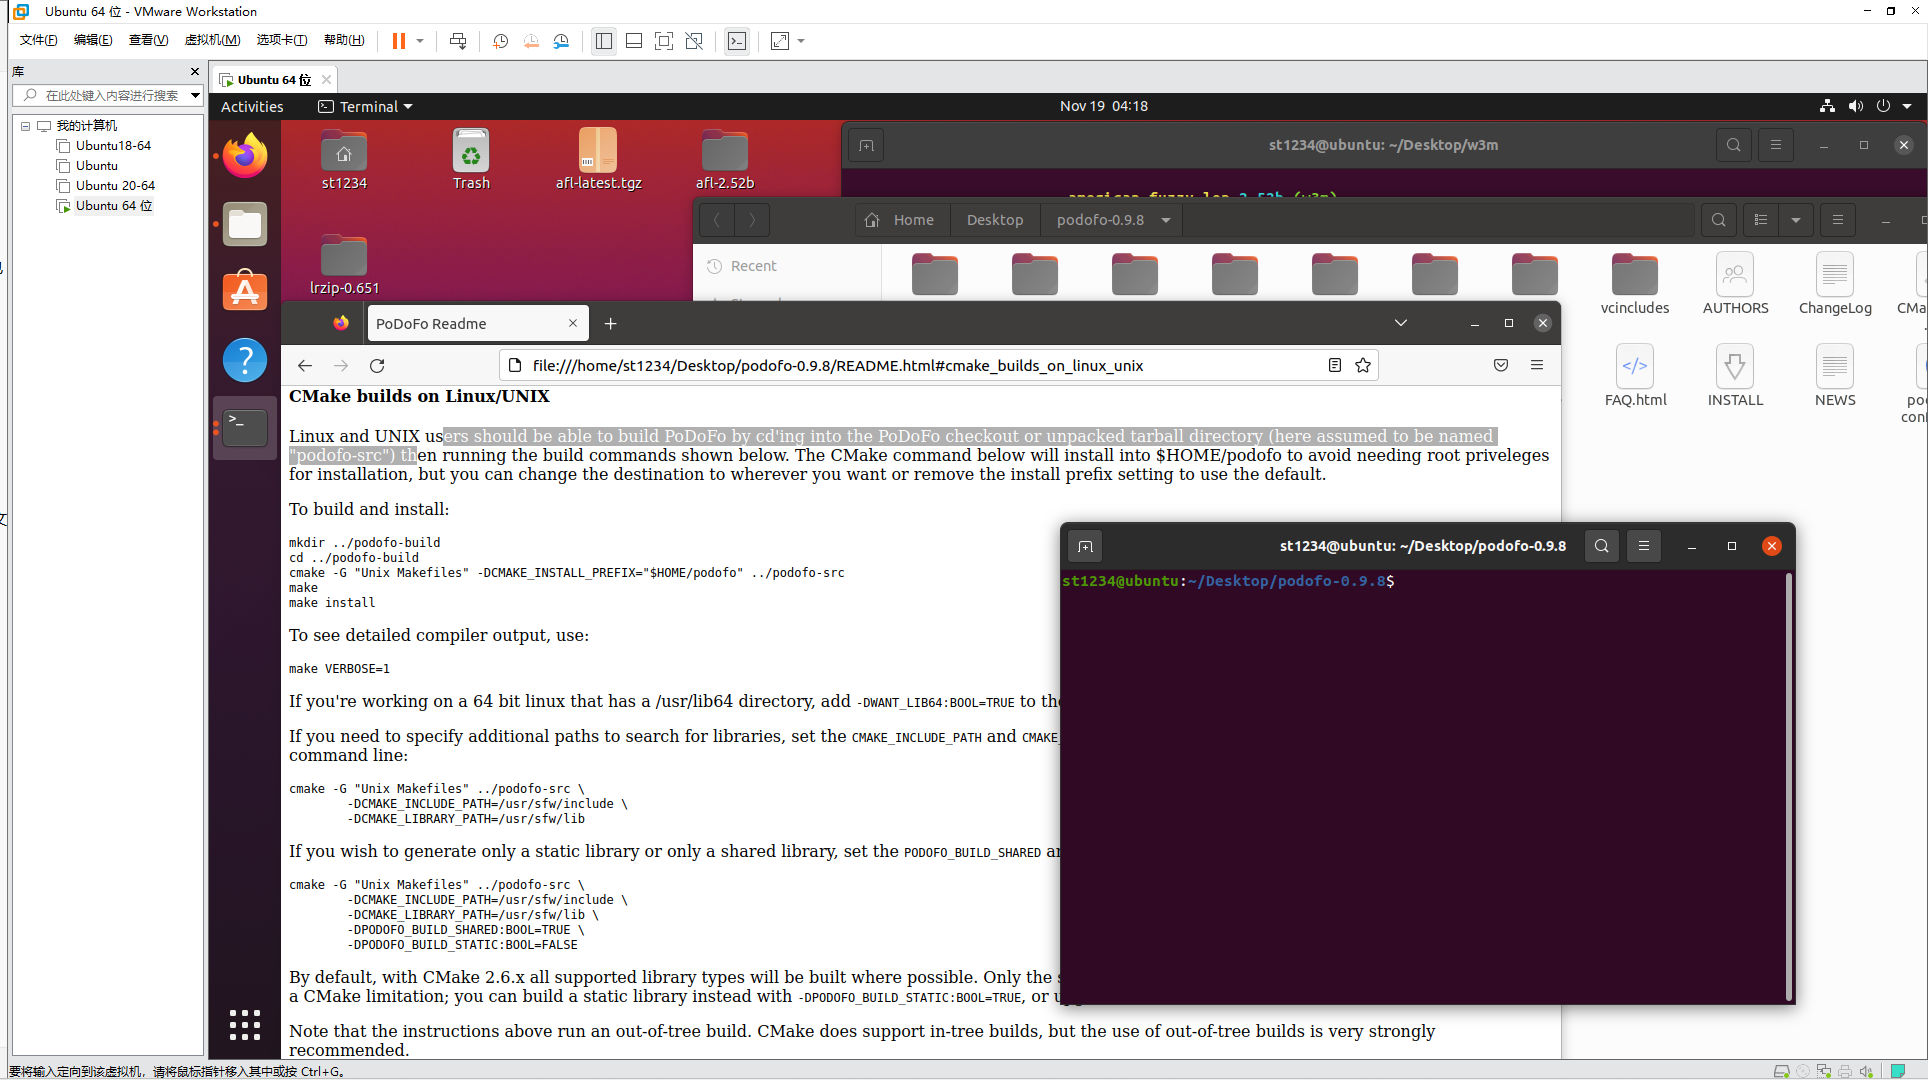 Ubuntu 64 位 - VMware Workstation
文件(F) 编辑(E) 查看(V) 虚拟机(M) 选项卡(T) 帮助(H)
库
在此处键入内容进行搜索
我的计算机
Ubuntu18-64
Ubuntu
Ubuntu 20-64
Ubuntu 64 位
Ubuntu 64 位
Activities
Terminal
Nov 19 04:18
st1234
Trash
afl-latest.tgz
afl-2.52b
lrzip-0.651
st1234@ubuntu: ~/Desktop/w3m
american fuzzy lop 2.52b (w3m)
Home
Desktop
podofo-0.9.8
Recent
vcincludes
AUTHORS
ChangeLog
CMa
FAQ.html
INSTALL
NEWS
PoDoFo Readme
file:///home/st1234/Desktop/podofo-0.9.8/README.html#cmake_builds_on_linux_unix
CMake builds on Linux/UNIX
Linux and UNIX users should be able to build PoDoFo by cd'ing into the PoDoFo checkout or unpacked tarball directory (here assumed to be named
"podofo-src") then running the build commands shown below. The CMake command below will install into $HOME/podofo to avoid needing root priveleges
for installation, but you can change the destination to wherever you want or remove the install prefix setting to use the default.
To build and install:
mkdir ../podofo-build
cd ../podofo-build
cmake -G "Unix Makefiles" -DCMAKE_INSTALL_PREFIX="$HOME/podofo" ../podofo-src
make
make install
To see detailed compiler output, use:
make VERBOSE=1
If you're working on a 64 bit linux that has a /usr/lib64 directory, add -DWANT_LIB64:BOOL=TRUE to the
If you need to specify additional paths to search for libraries, set the CMAKE_INCLUDE_PATH and CMAKE_
command line:
cmake -G "Unix Makefiles" ../podofo-src \
-DCMAKE_INCLUDE_PATH=/usr/sfw/include \
-DCMAKE_LIBRARY_PATH=/usr/sfw/lib
If you wish to generate only a static library or only a shared library, set the PODOFO_BUILD_SHARED
cmake -G "Unix Makefiles" ../podofo-src \
-DCMAKE_INCLUDE_PATH=/usr/sfw/include \
-DCMAKE_LIBRARY_PATH=/usr/sfw/lib \
-DPODOFO_BUILD_SHARED:BOOL=TRUE \
-DPODOFO_BUILD_STATIC:BOOL=FALSE
By default, with CMake 2.6.x all supported library types will be built where possible. Only the
a CMake limitation; you can build a static library instead with -DPODOFO_BUILD_STATIC:BOOL=TRUE, or
Note that the instructions above run an out-of-tree build. CMake does support in-tree builds, but the use of out-of-tree builds is very strongly
recommended.
st1234@ubuntu: ~/Desktop/podofo-0.9.8
st1234@ubuntu:~/Desktop/podofo-0.9.8$
要将输入定向到该虚拟机，请将鼠标指针移入其中或按 Ctrl+G。